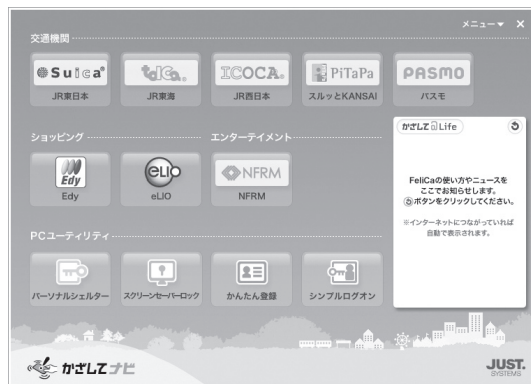 メニュー▼ ×
交通機関
Suica® TOICA. ICOCA. PiTaPa PASMO
JR東日本 JR東海 JR西日本 スルッとKANSAI パスモ
ショッピング エンターテイメント
Edy eLIO NFRM
Edy eLIO NFRM
かざして Life
FeliCaの使い方やニュースを
ここでお知らせします。
ボタンをクリックしてください。
※インターネットにつながっていれば
自動で表示されます。
PCユーティリティ
パーソナルシェルター スクリーンセーバーロック かんたん登録 シンプルログオン
かざしてナビ
JUST.
SYSTEMS